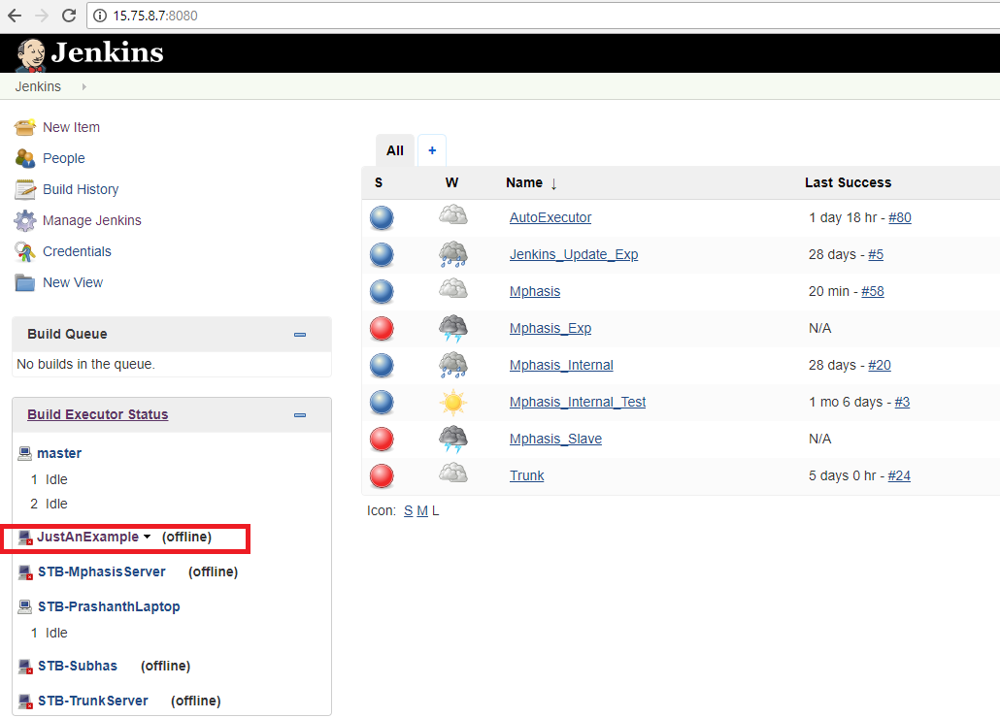 15.75.8.7:8080
Jenkins
Jenkins
New Item
People
Build History
Manage Jenkins
Credentials
New View
Build Queue
No builds in the queue.
Build Executor Status
master
1 Idle
2 Idle
JustAnExample (offline)
STB-MphasisServer (offline)
STB-PrashanthLaptop
1 Idle
STB-Subhas (offline)
STB-TrunkServer (offline)
All +
S W Name ↓ Last Success
AutoExecutor 1 day 18 hr - #80
Jenkins_Update_Exp 28 days - #5
Mphasis 20 min - #58
Mphasis_Exp N/A
Mphasis_Internal 28 days - #20
Mphasis_Internal_Test 1 mo 6 days - #3
Mphasis_Slave N/A
Trunk 5 days 0 hr - #24
Icon: S M L